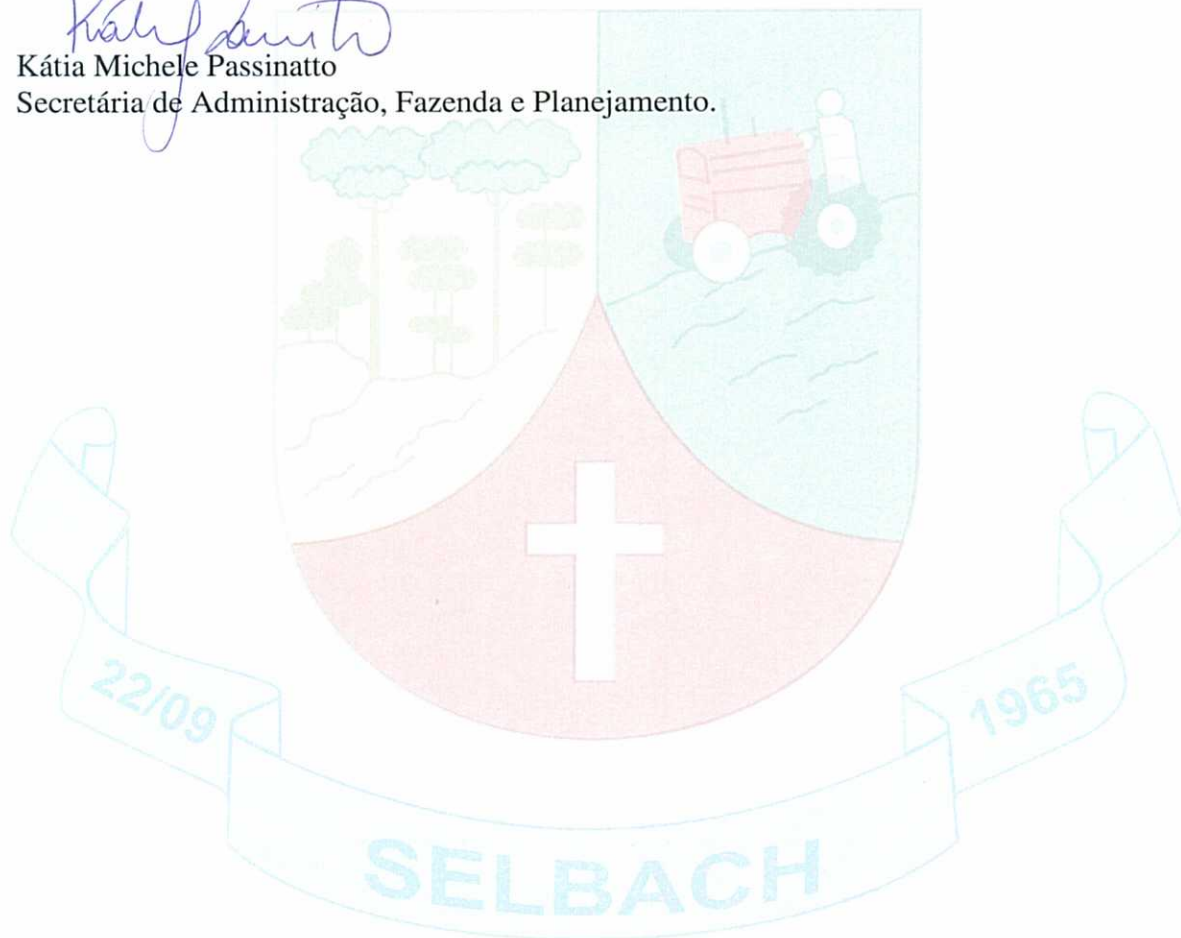 Kátia Michele Passinatto
Secretária de Administração, Fazenda e Planejamento.
22/09
1965
SELBACH